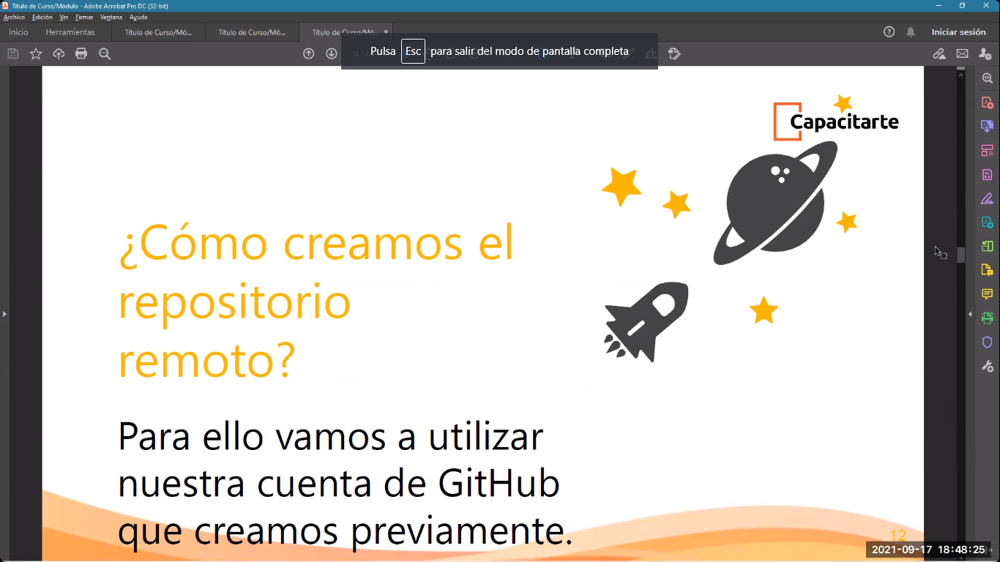 Título de Curso/Módulo - Adobe Acrobat Pro DC (32-bit)
Archivo Edición Ver Firmar Ventana Ayuda
Inicio Herramientas Título de Curso/Mó... Título de Curso/Mó... Título de Curso/Mó... × Iniciar sesión
12
Pulsa Esc para salir del modo de pantalla completa
Capacitarte
¿Cómo creamos el
repositorio
remoto?
Para ello vamos a utilizar
nuestra cuenta de GitHub
que creamos previamente.
12
2021-09-17 18:48:25